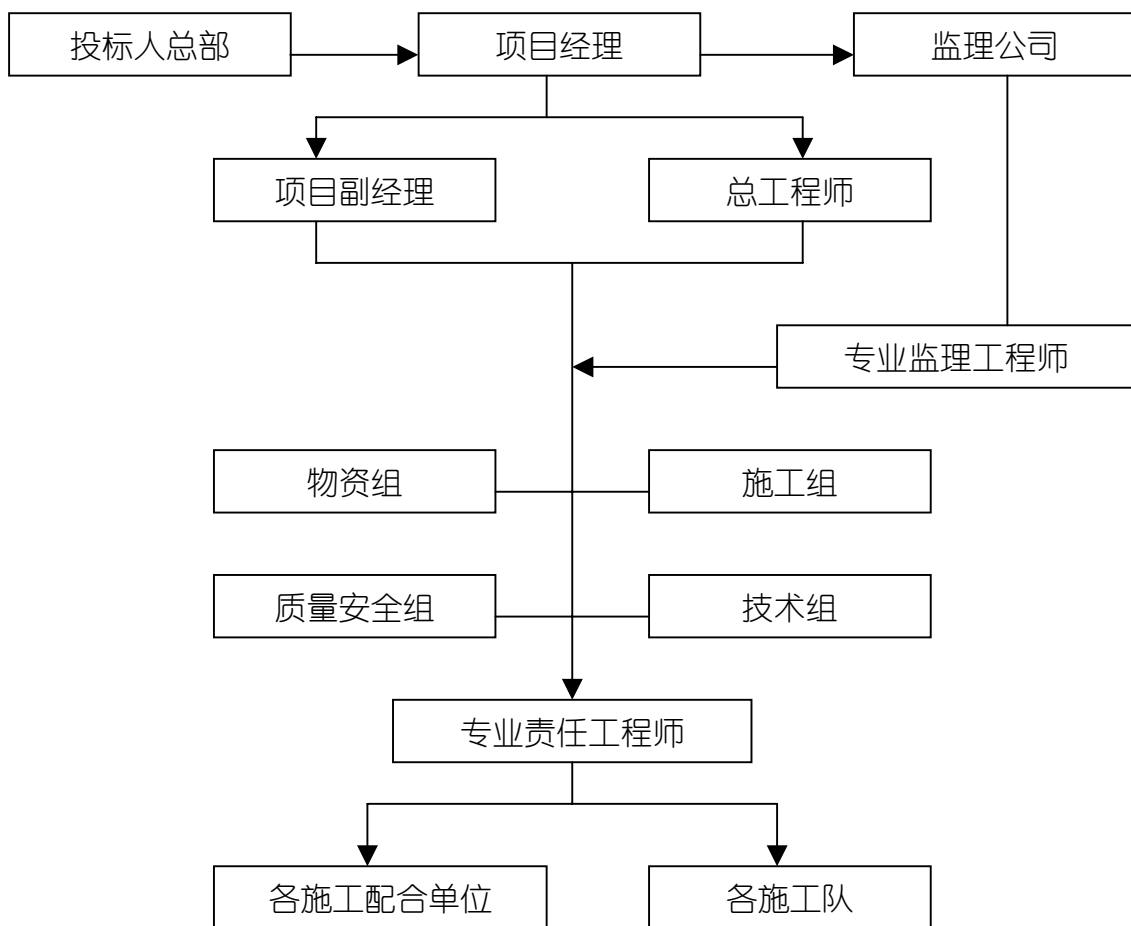 投标人总部
项目经理
监理公司
项目副经理
总工程师
专业监理工程师
物资组
施工组
质量安全组
技术组
专业责任工程师
各施工配合单位
各施工队